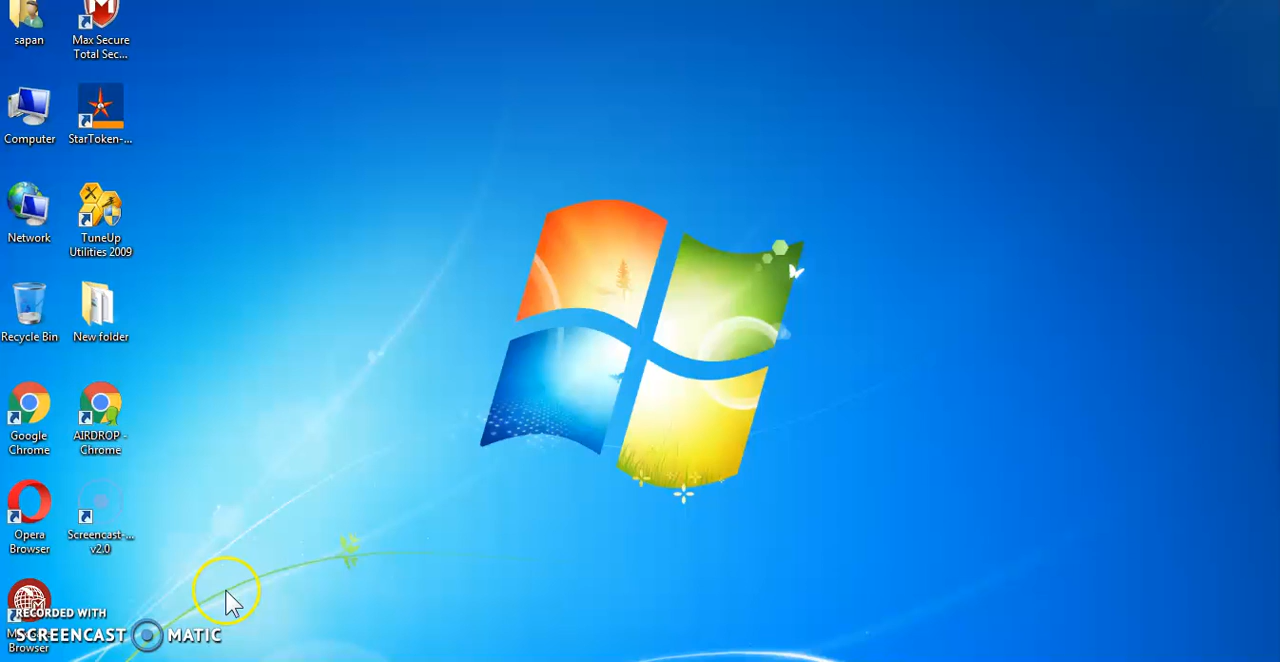 sapan
Max Secure
Total Sec...
Computer
StarToken-...
Network
TuneUp
Utilities 2009
Recycle Bin
New folder
Google
Chrome
AIRDROP -
Chrome
Opera
Browser
Screencast-...
v2.0
RECORDED WITH
SCREENCAST MATIC
Browser